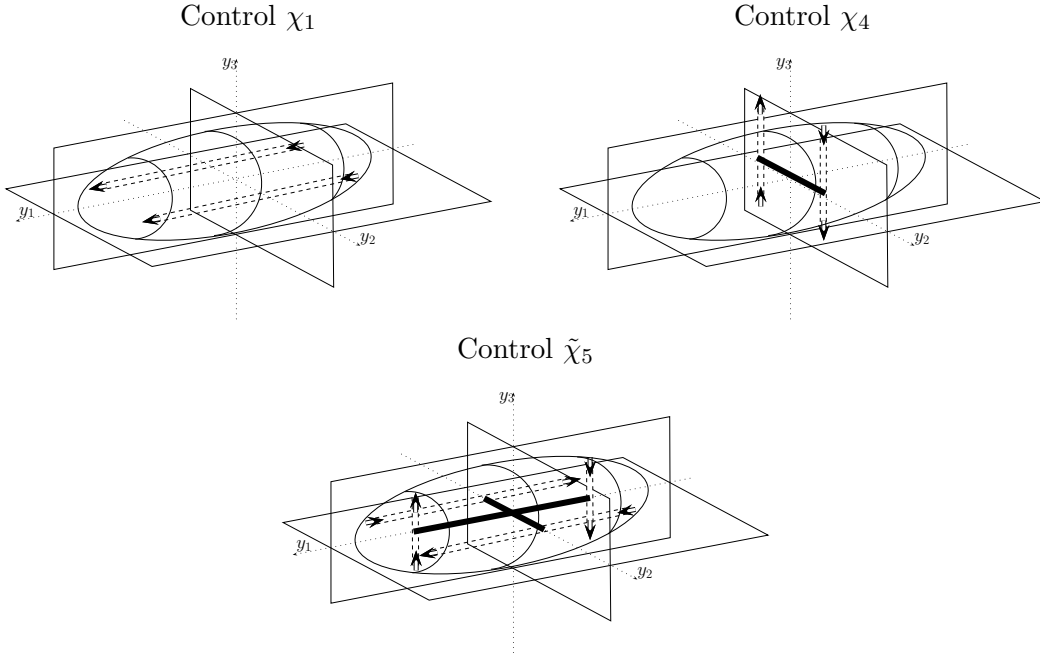 Control χ₁
Control χ₄
y₃
y₁
y₂
y₃
y₁
y₂
Control χ̃₅
y₃
y₁
y₂